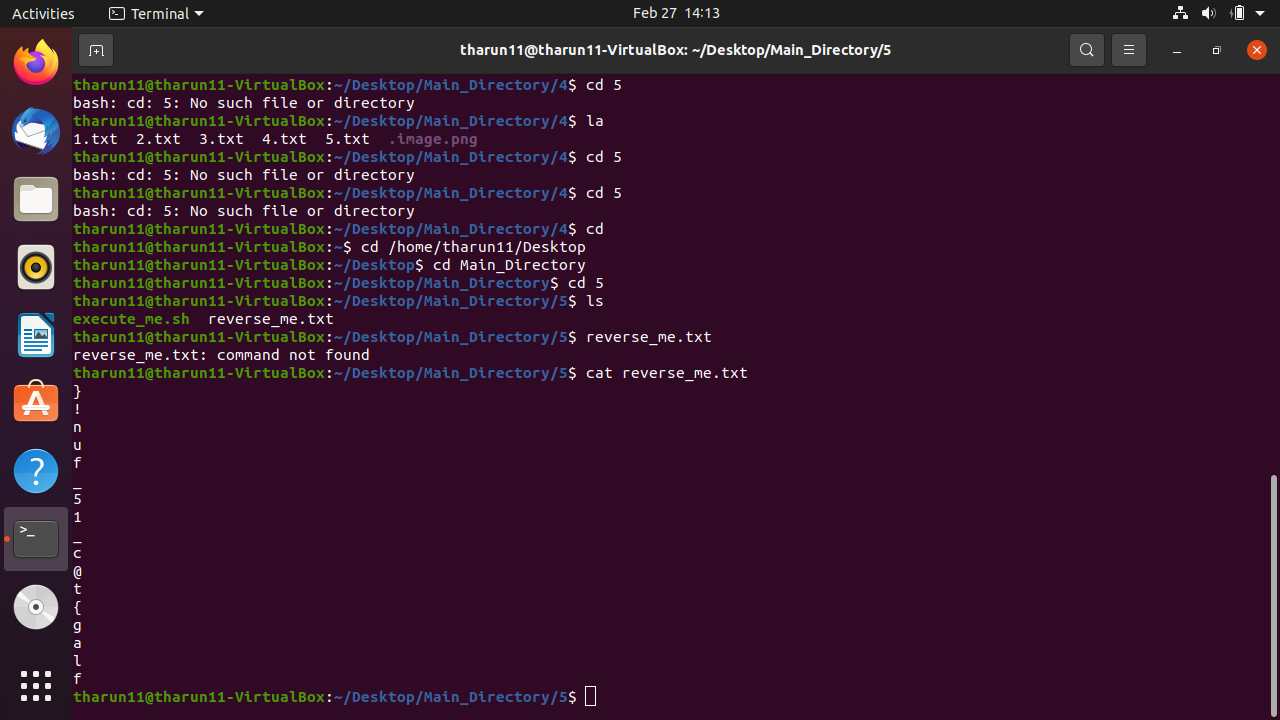 Activities
Terminal
Feb 27 14:13
tharun11@tharun11-VirtualBox: ~/Desktop/Main_Directory/5
tharun11@tharun11-VirtualBox:~/Desktop/Main_Directory/4$ cd 5
bash: cd: 5: No such file or directory
tharun11@tharun11-VirtualBox:~/Desktop/Main_Directory/4$ la
1.txt  2.txt  3.txt  4.txt  5.txt  .image.png
tharun11@tharun11-VirtualBox:~/Desktop/Main_Directory/4$ cd 5
bash: cd: 5: No such file or directory
tharun11@tharun11-VirtualBox:~/Desktop/Main_Directory/4$ cd 5
bash: cd: 5: No such file or directory
tharun11@tharun11-VirtualBox:~/Desktop/Main_Directory/4$ cd
tharun11@tharun11-VirtualBox:~$ cd /home/tharun11/Desktop
tharun11@tharun11-VirtualBox:~/Desktop$ cd Main_Directory
tharun11@tharun11-VirtualBox:~/Desktop/Main_Directory$ cd 5
tharun11@tharun11-VirtualBox:~/Desktop/Main_Directory/5$ ls
execute_me.sh  reverse_me.txt
tharun11@tharun11-VirtualBox:~/Desktop/Main_Directory/5$ reverse_me.txt
reverse_me.txt: command not found
tharun11@tharun11-VirtualBox:~/Desktop/Main_Directory/5$ cat reverse_me.txt
}
!
n
u
f
_
5
1
_
c
@
t
{
g
a
l
f
tharun11@tharun11-VirtualBox:~/Desktop/Main_Directory/5$